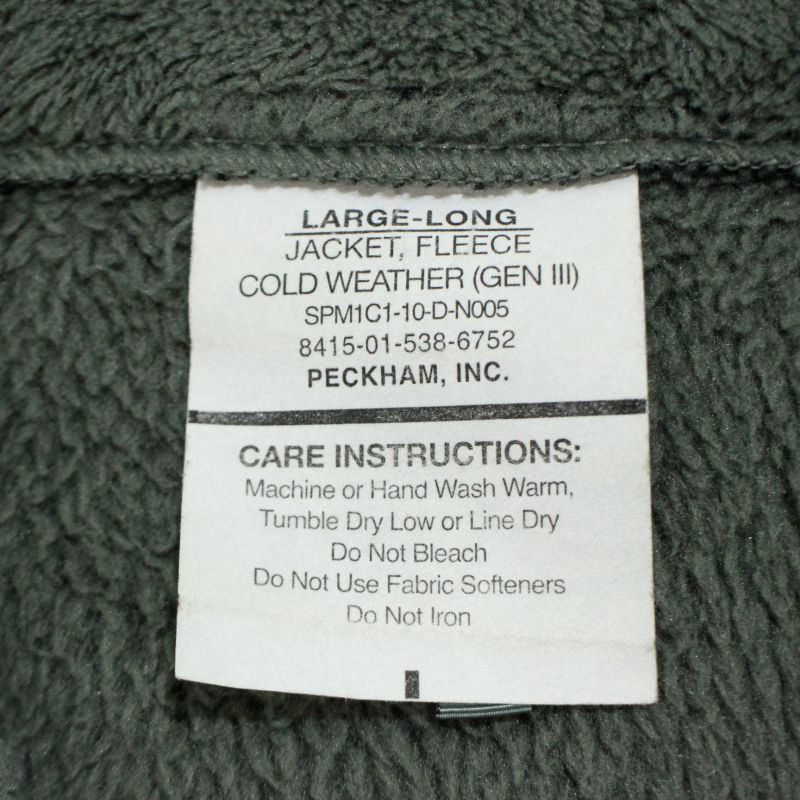 LARGE-LONG
JACKET, FLEECE
COLD WEATHER (GEN III)
SPM1C1-10-D-N005
8415-01-538-6752
PECKHAM, INC.
CARE INSTRUCTIONS:
Machine or Hand Wash Warm,
Tumble Dry Low or Line Dry
Do Not Bleach
Do Not Use Fabric Softeners
Do Not Iron